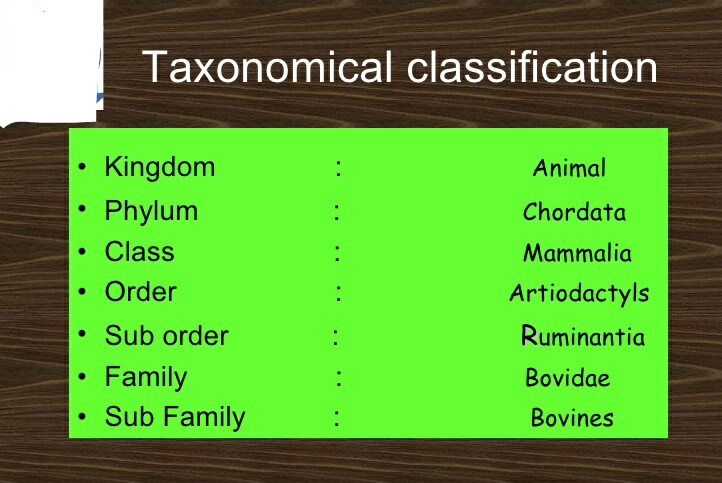 Taxonomical classification
• Kingdom : Animal
• Phylum : Chordata
• Class : Mammalia
• Order : Artiodactyls
• Sub order : Ruminantia
• Family : Bovidae
• Sub Family : Bovines